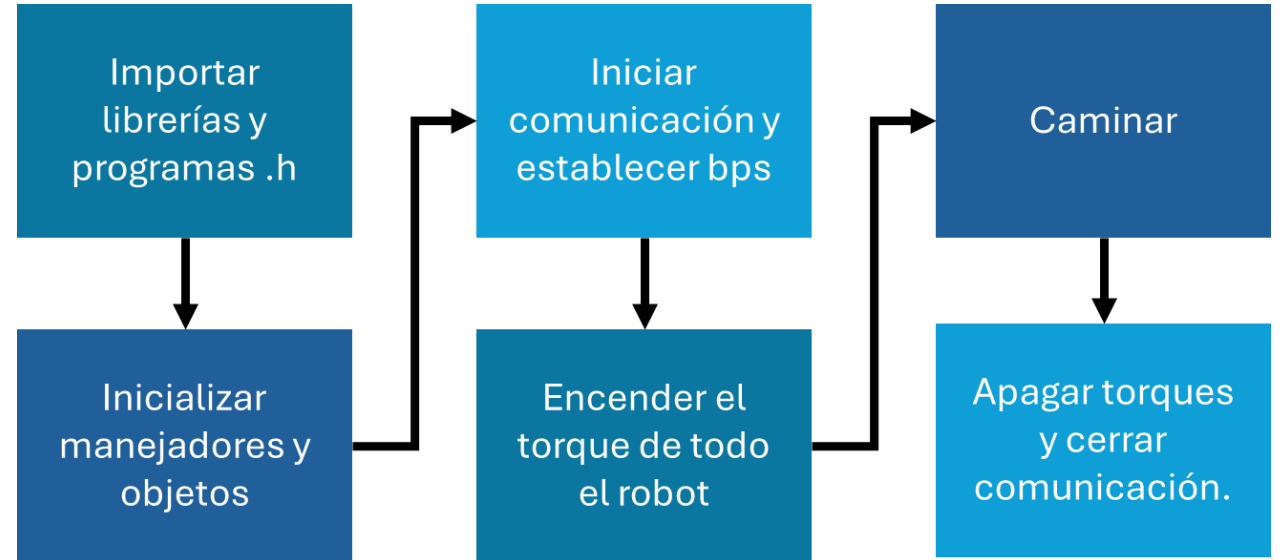 Importar
librerías y
programas .h
Inicializar
manejadores y
objetos
Iniciar
comunicación y
establecer bps
Encender el
torque de todo
el robot
Caminar
Apagar torques
y cerrar
comunicación.